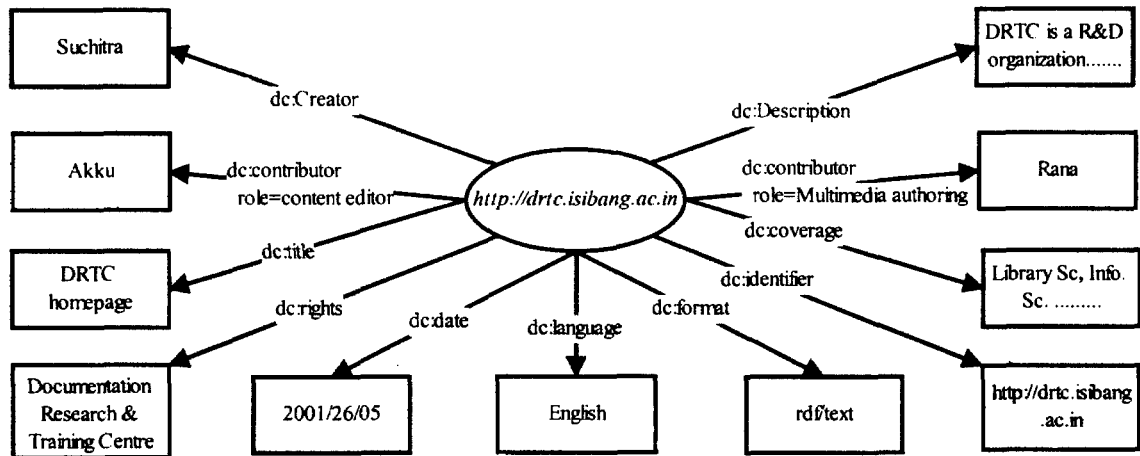 Suchitra
DRTC is a R&D
organization.......
dc:Creator
dc:Description
Akku
dc:contributor
role=content editor
http://drtc.isibang.ac.in
dc:contributor
role=Multimedia authoring
Rana
dc:title
dc:coverage
DRTC
homepage
dc:rights
dc:date
dc:language
dc:format
dc:identifier
Library Sc, Info.
Sc. .........
Documentation
Research &
Training Centre
2001/26/05
English
rdf/text
http://drtc.isibang
.ac.in